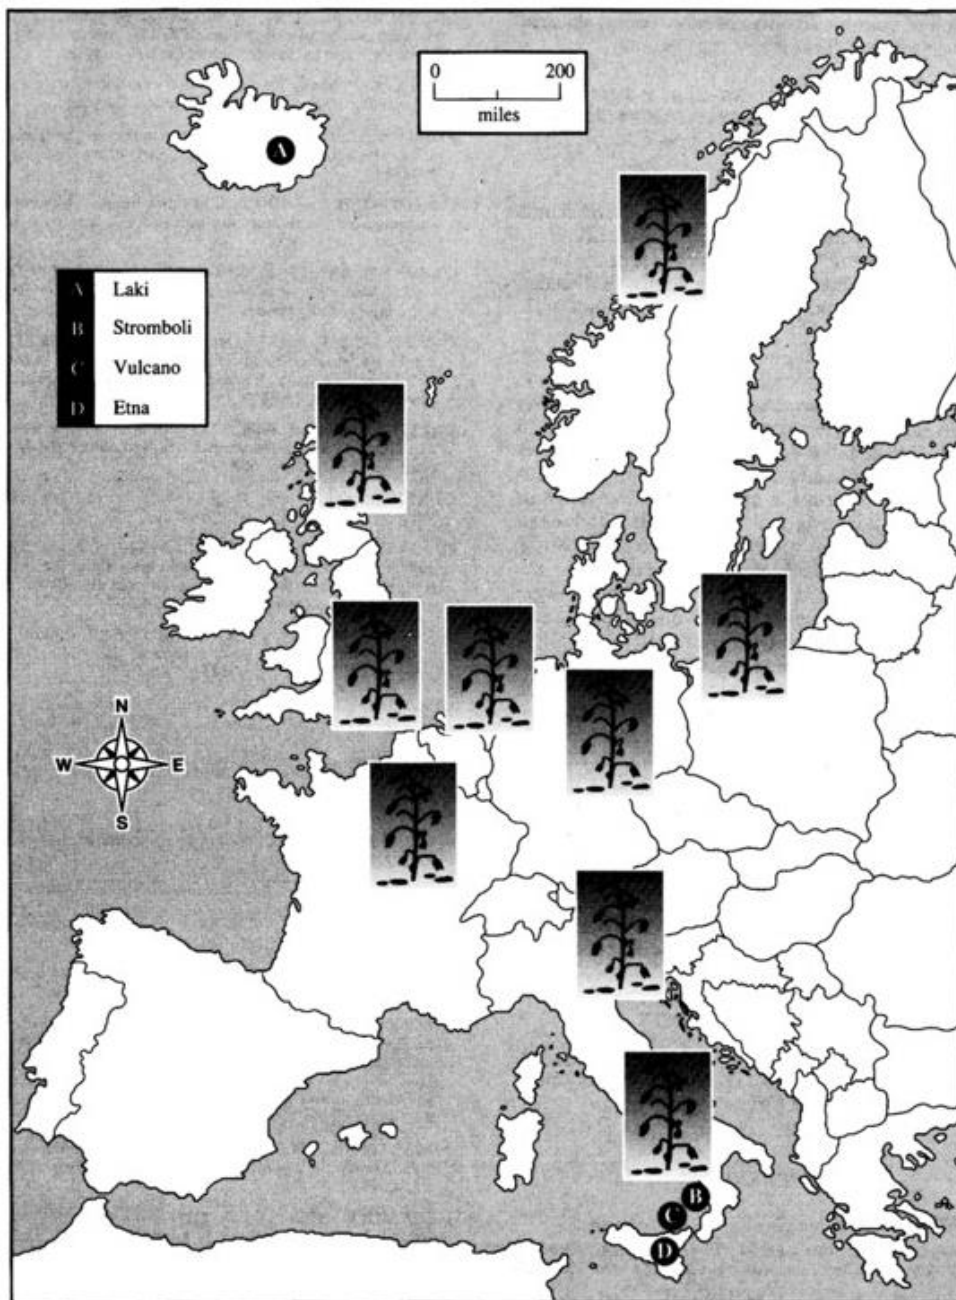 0 200
miles
A
A Laki
B Stromboli
C Vulcano
D Etna
N
W E
S
B
C
D